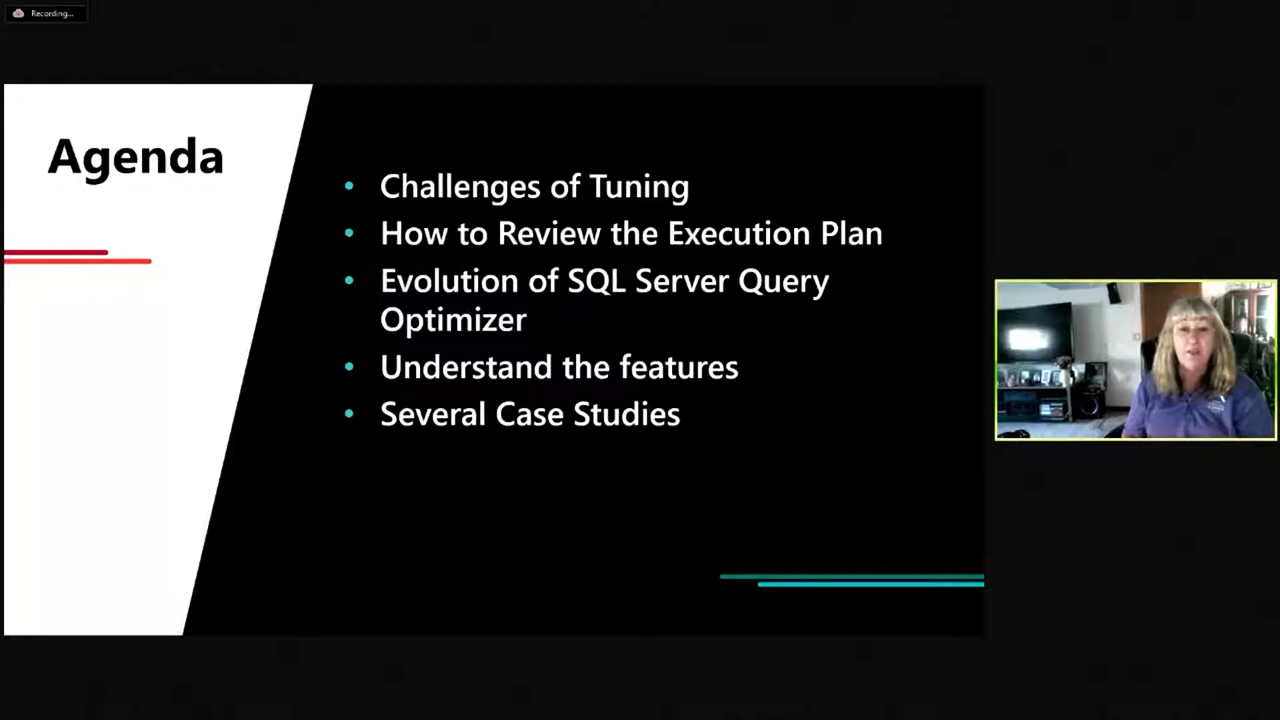 Recording...
Agenda
• Challenges of Tuning
• How to Review the Execution Plan
• Evolution of SQL Server Query
Optimizer
• Understand the features
• Several Case Studies